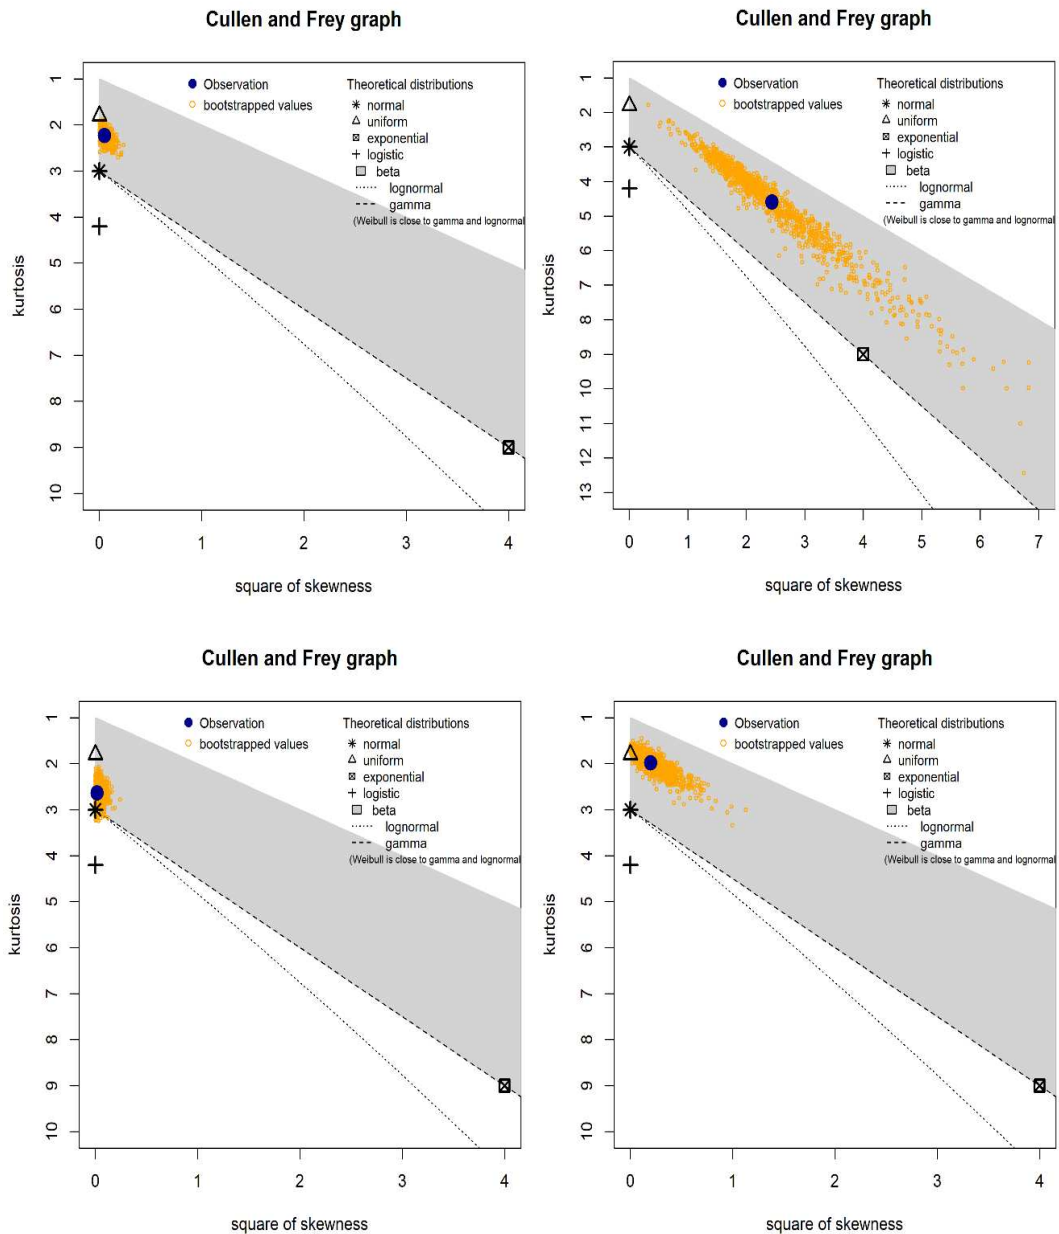 Cullen and Frey graph
Observation
bootstrapped values
Theoretical distributions
normal
uniform
exponential
logistic
beta
lognormal
gamma
(Weibull is close to gamma and lognormal
kurtosis
1
2
3
4
5
6
7
8
9
10
0
1
2
3
4
square of skewness
Cullen and Frey graph
Observation
bootstrapped values
Theoretical distributions
normal
uniform
exponential
logistic
beta
lognormal
gamma
(Weibull is close to gamma and lognormal
kurtosis
1
2
3
4
5
6
7
8
9
10
11
12
13
0
1
2
3
4
5
6
7
square of skewness
Cullen and Frey graph
Observation
bootstrapped values
Theoretical distributions
normal
uniform
exponential
logistic
beta
lognormal
gamma
(Weibull is close to gamma and lognormal
kurtosis
1
2
3
4
5
6
7
8
9
10
0
1
2
3
4
square of skewness
Cullen and Frey graph
Observation
bootstrapped values
Theoretical distributions
normal
uniform
exponential
logistic
beta
lognormal
gamma
(Weibull is close to gamma and lognormal
kurtosis
1
2
3
4
5
6
7
8
9
10
0
1
2
3
4
square of skewness